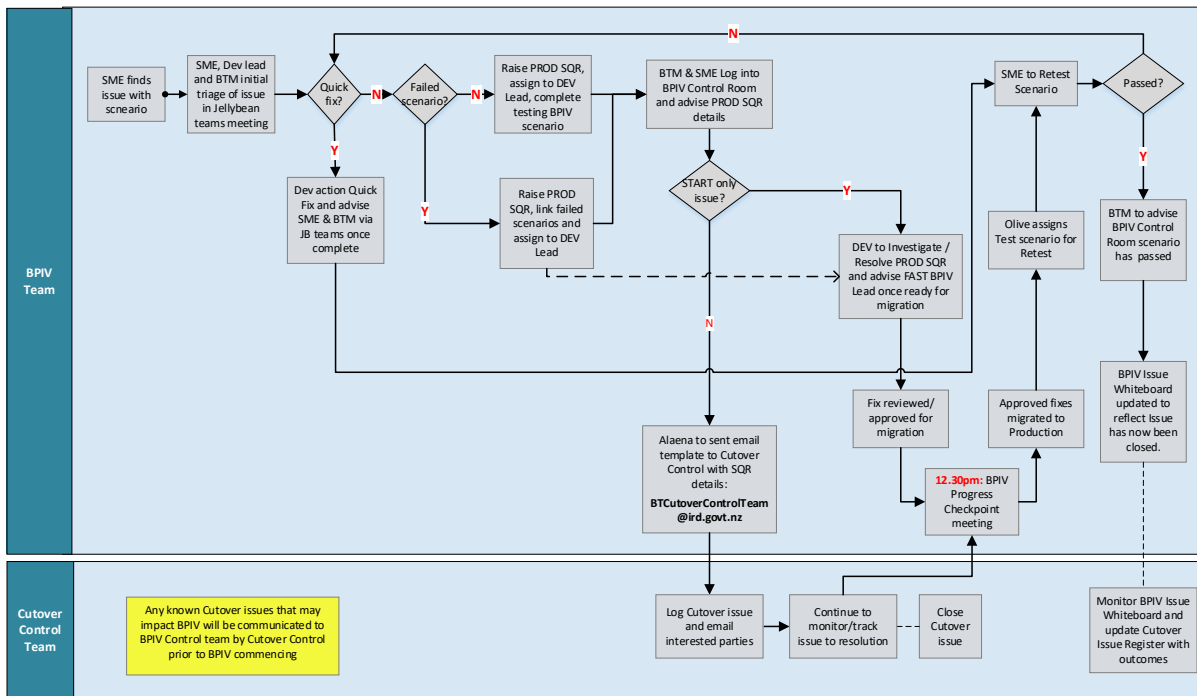 BPIV
Team
SME finds
issue with
scneario
SME, Dev lead
and BTM initial
triage of issue
in Jellybean
teams meeting
Quick
fix?
N
Failed
scenario?
N
Raise PROD SQR,
assign to DEV
Lead, complete
testing BPIV
scenario
BTM & SME Log into
BPIV Control Room
and advise PROD SQR
details
N
SME to Retest
Scenario
Passed?
Y
Dev action Quick
Fix and advise
SME & BTM via
JB teams once
complete
Y
Raise PROD
SQR, link failed
scenarios and
assign to DEV
Lead
START only
issue?
Y
DEV to Investigate /
Resolve PROD SQR
and advise FAST BPIV
Lead once ready for
migration
N
Olive assigns
Test scenario for
Retest
Y
BTM to advise
BPIV Control
Room scenario
has passed
Alaena to sent email
template to Cutover
Control with SQR
details:
BTCutoverControlTeam
@ird.govt.nz
Fix reviewed/
approved for
migration
12.30pm: BPIV
Progress
Checkpoint
meeting
Approved fixes
migrated to
Production
BPIV Issue
Whiteboard
updated to
reflect Issue
has now been
closed.
Cutover
Control
Team
Any known Cutover issues that may
impact BPIV will be communicated to
BPIV Control team by Cutover Control
prior to BPIV commencing
Log Cutover issue
and email
interested parties
Continue to
monitor/track
issue to resolution
Close
Cutover
issue
Monitor BPIV Issue
Whiteboard and
update Cutover
Issue Register with
outcomes